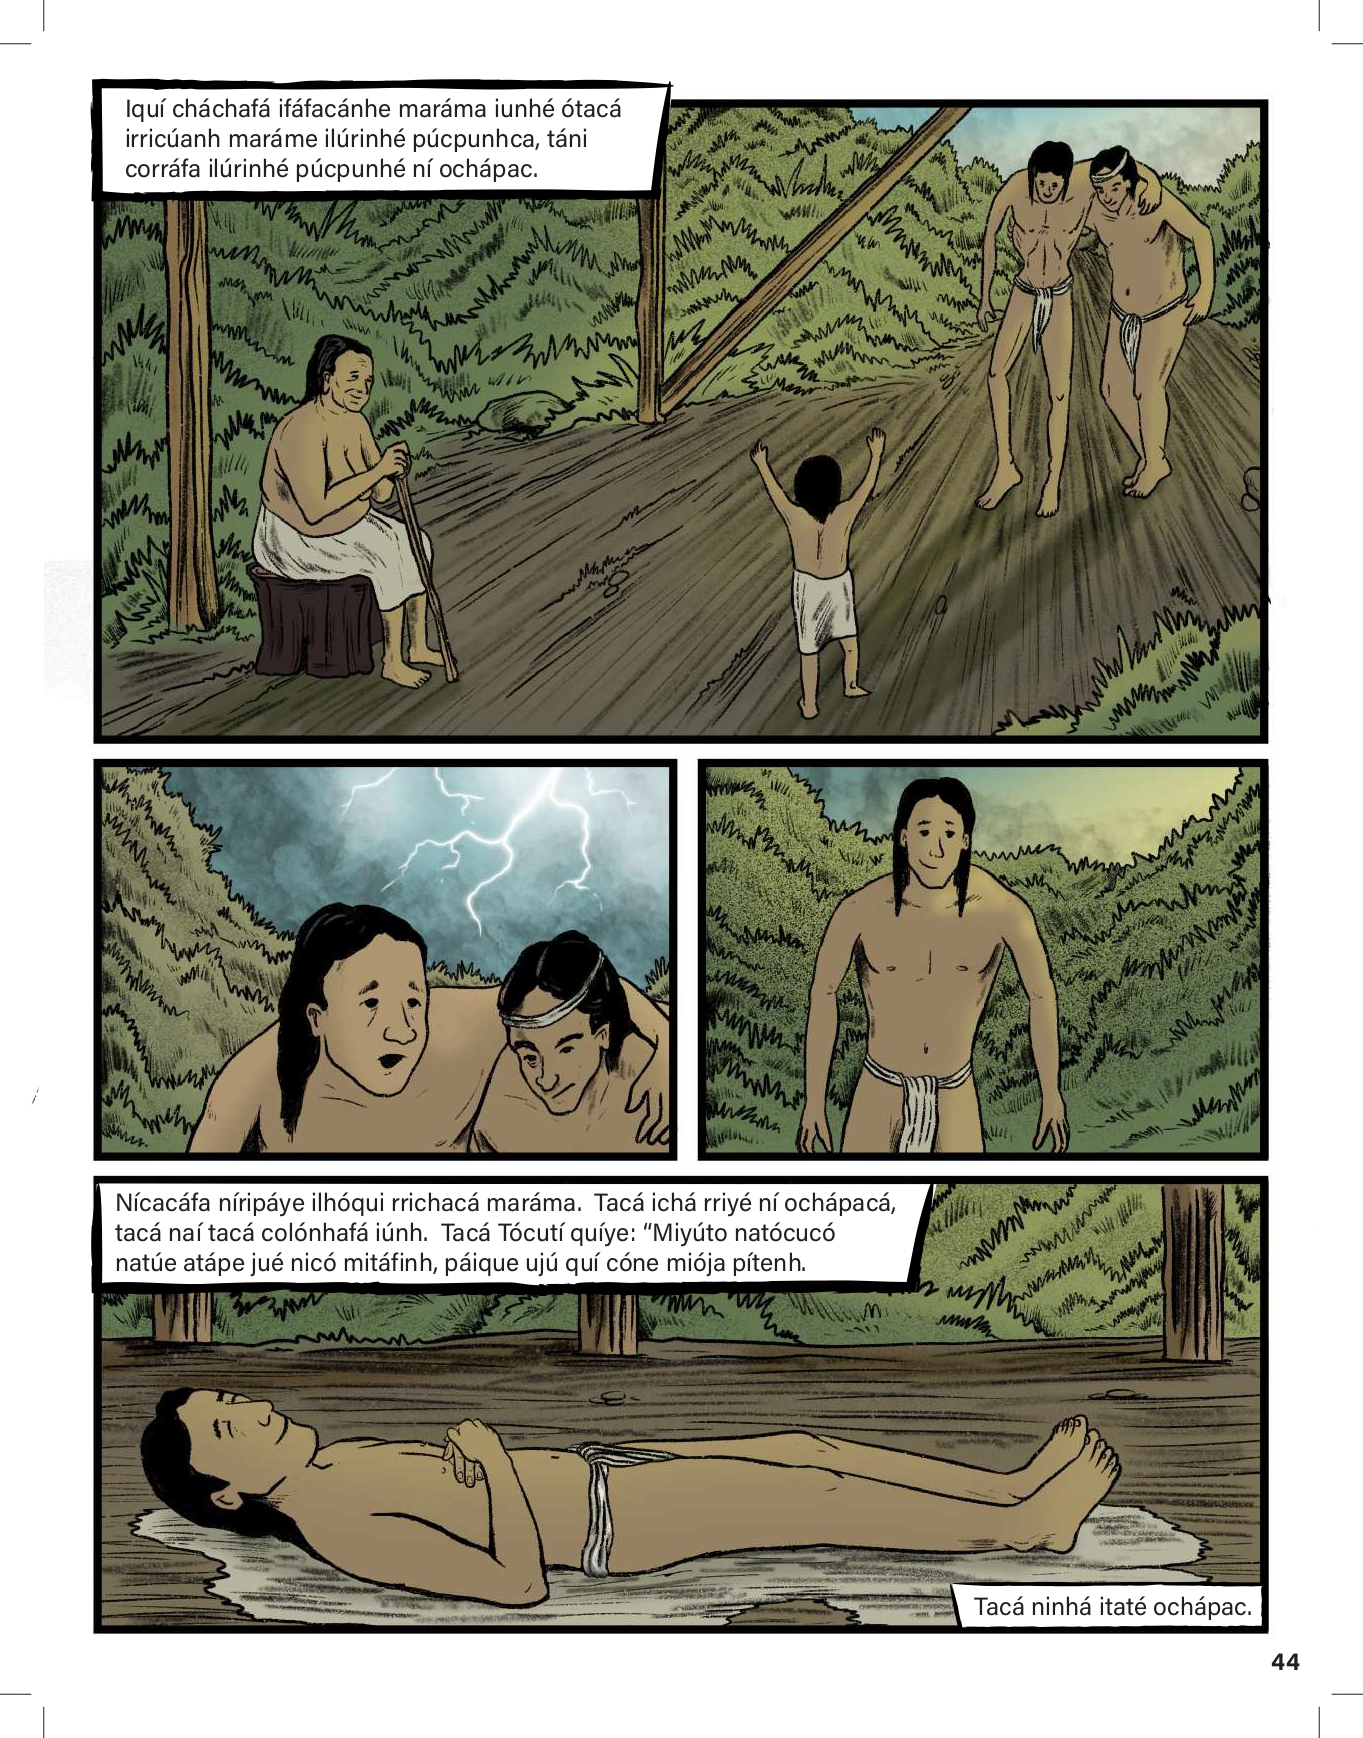 Iquí cháchafá ifáfacánhe maráma iunhé ótacá
irricúanh maráme ilúrinhé púcpunhca, táni
corráfa ilúrinhé púcpunhé ní ochápac.
Nícacáfa níripáye ilhóqui rrichacá maráma.  Tacá ichá rriyé ní ochápacá,
tacá naí tacá colónhafá iúnh.  Tacá Tócutí quíye: “Miyúto natócucó
natúe atápe jué nicó mitáfinh, páique ujú quí cóne miója pítenh.
Tacá ninhá itaté ochápac.
44